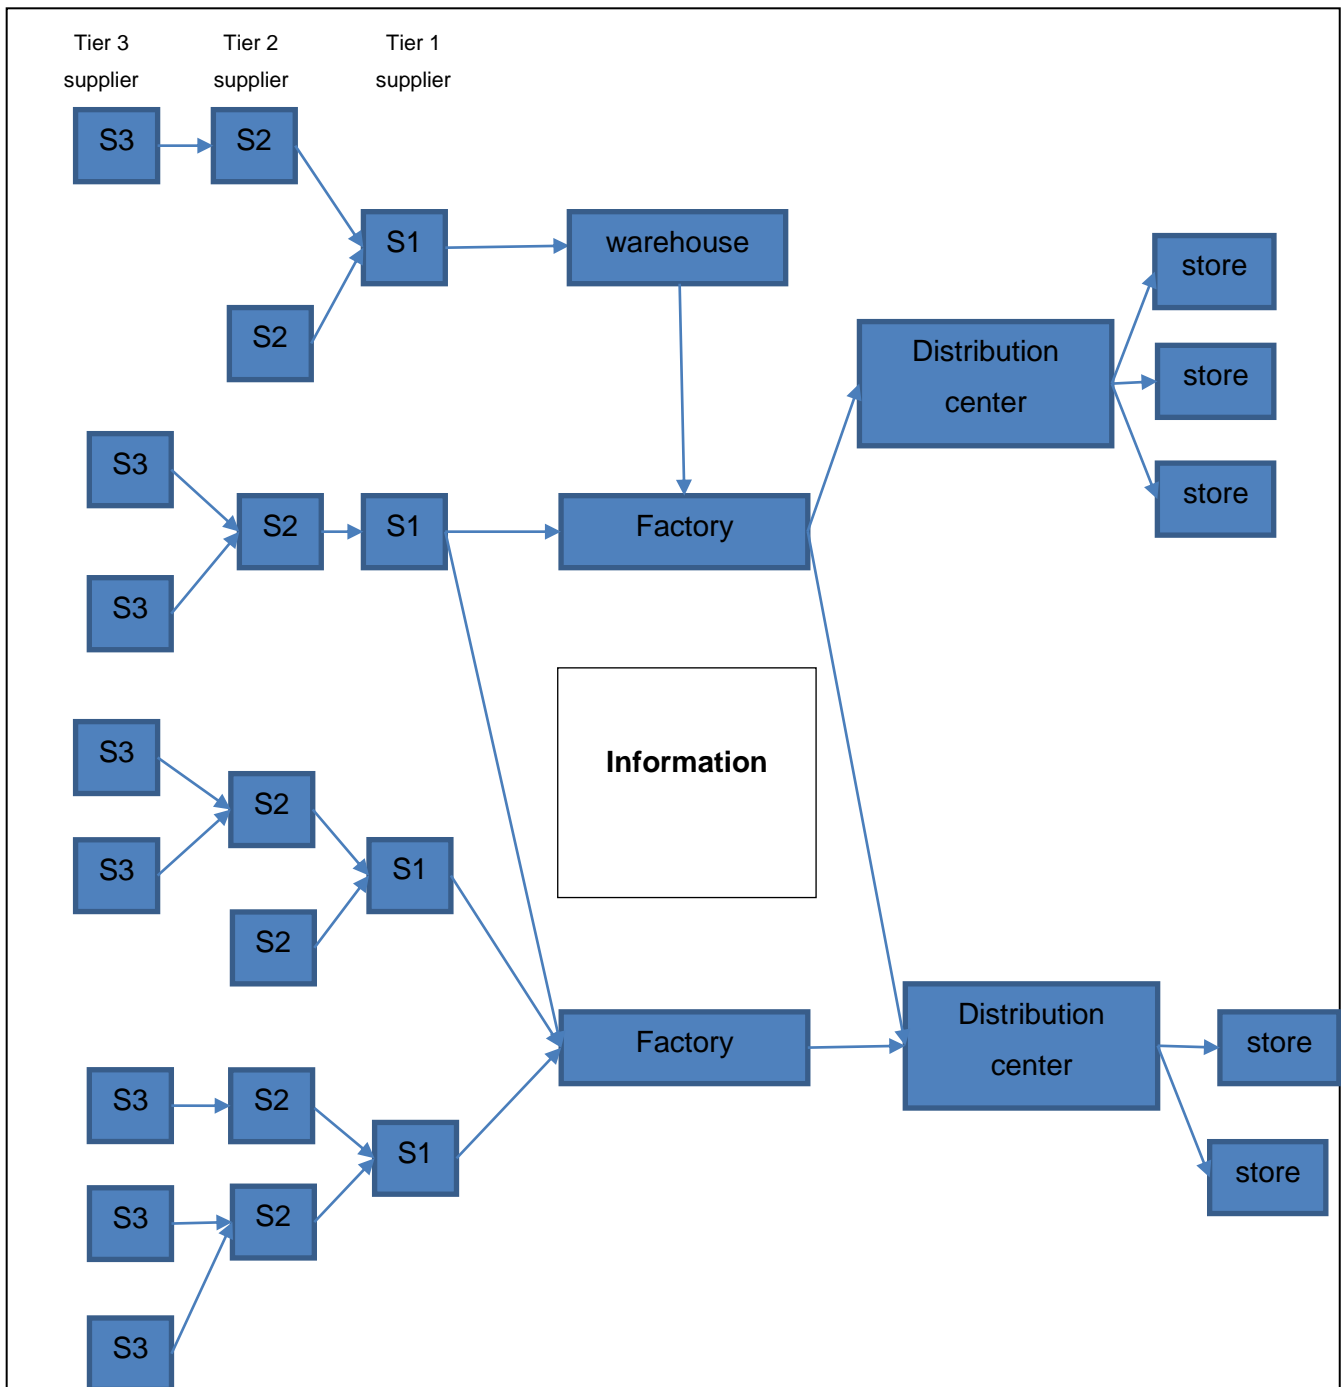 Tier 3
supplier
Tier 2
supplier
Tier 1
supplier
S3
S2
S1
warehouse
S2
store
Distribution
center
store
store
S3
S2
S1
Factory
S3
Information
S3
S2
S3
S1
S2
Factory
Distribution
center
store
S3
S2
S1
store
S3
S2
S3